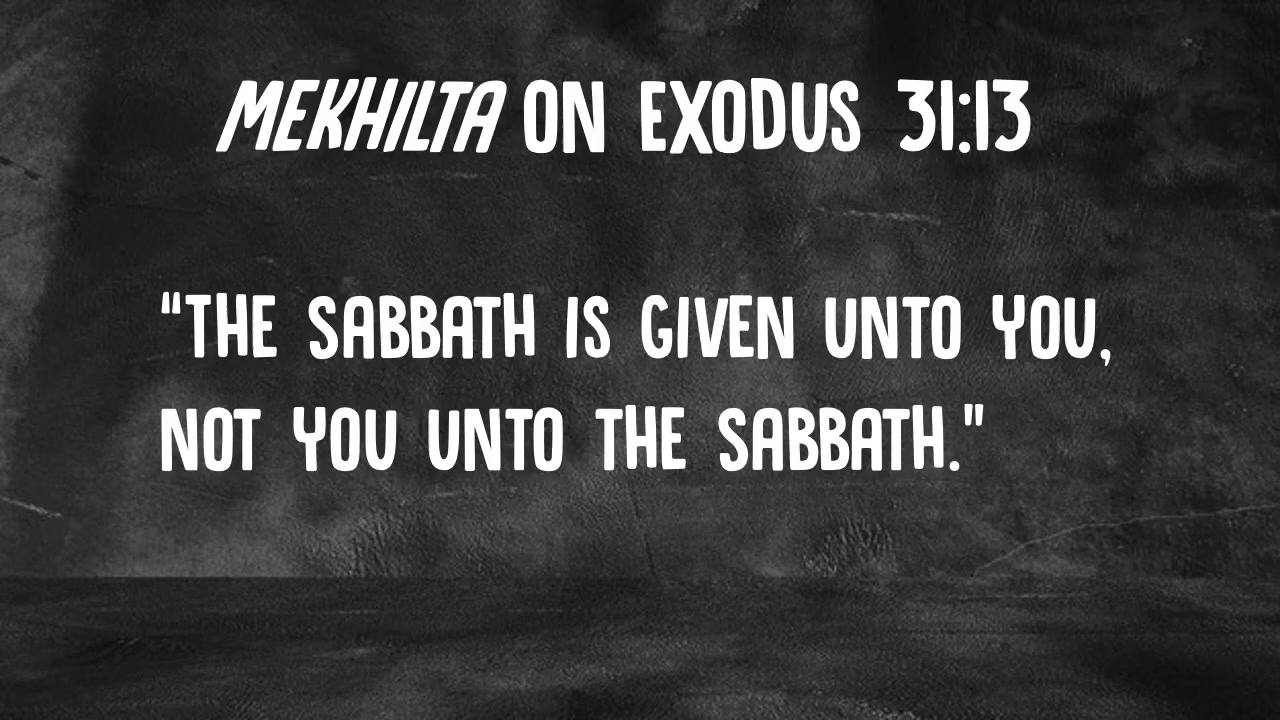 MEKHILTA ON EXODUS 31:13
“THE SABBATH IS GIVEN UNTO YOU,
NOT YOU UNTO THE SABBATH."